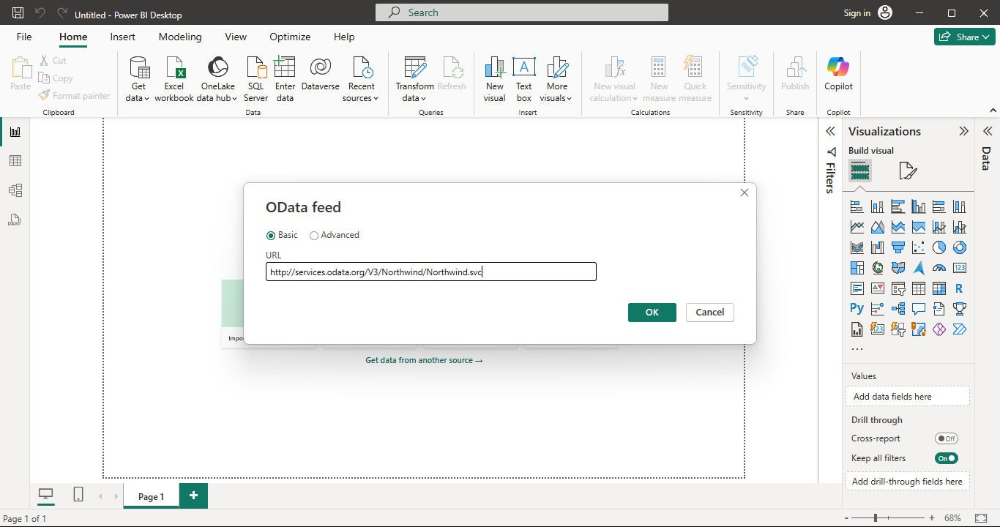 Untitled - Power BI Desktop
Search
Sign in
File Home Insert Modeling View Optimize Help
Share
Paste
Cut
Copy
Format painter
Clipboard
Get data
Excel workbook
OneLake data hub
SQL Server
Enter data
Dataverse
Recent sources
Data
Transform data
Refresh
Queries
New visual
Text box
More visuals
Insert
New visual calculation
New measure
Quick measure
Calculations
Sensitivity
Sensitivity
Publish
Share
Copilot
Copilot
OData feed
Basic
Advanced
URL
http://services.odata.org/V3/Northwind/Northwind.svc
OK
Cancel
Impo
Get data from another source →
Filters
Visualizations
Build visual
123
R
Py
123
...
Values
Add data fields here
Drill through
Cross-report
Off
Keep all filters
On
Add drill-through fields here
Data
DAX
A
Page 1
+
Page 1 of 1
- + 68%